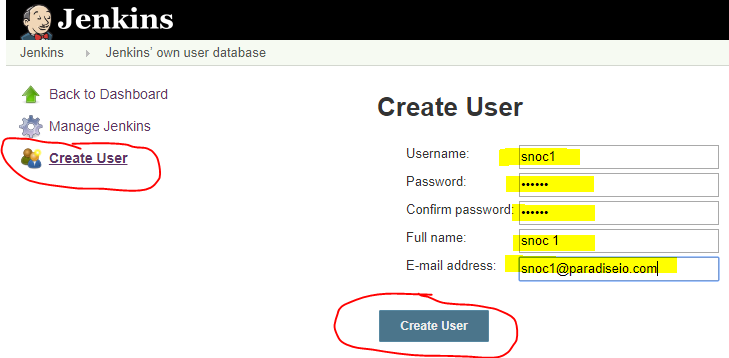 Jenkins
Jenkins Jenkins' own user database
Back to Dashboard
Manage Jenkins
Create User
Create User
Username: snoc1
Password: ••••••
Confirm password: ••••••
Full name: snoc 1
E-mail address: snoc1@paradiseio.com
Create User